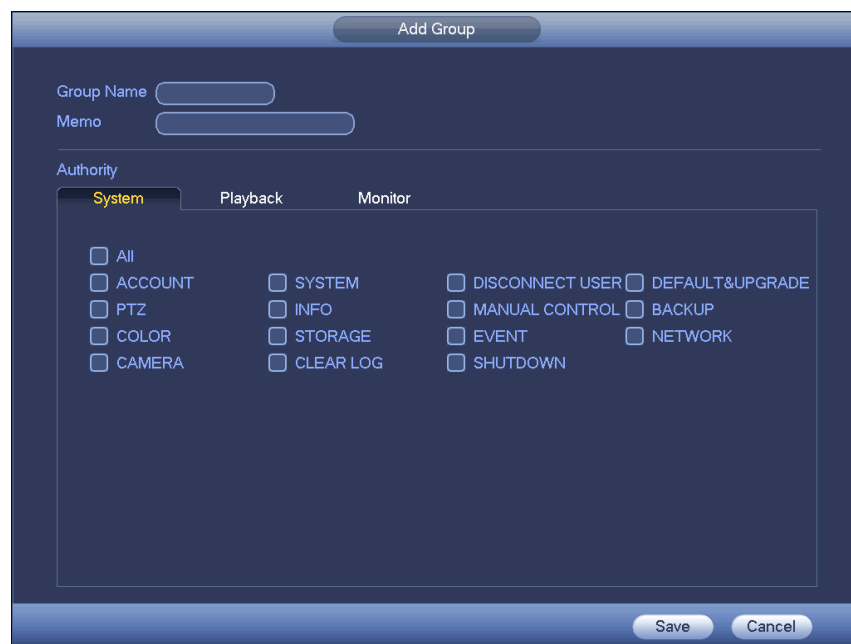 Add Group
Group Name
Memo
Authority
System Playback Monitor
All
ACCOUNT SYSTEM DISCONNECT USER DEFAULT&UPGRADE
PTZ INFO MANUAL CONTROL BACKUP
COLOR STORAGE EVENT NETWORK
CAMERA CLEAR LOG SHUTDOWN
Save Cancel